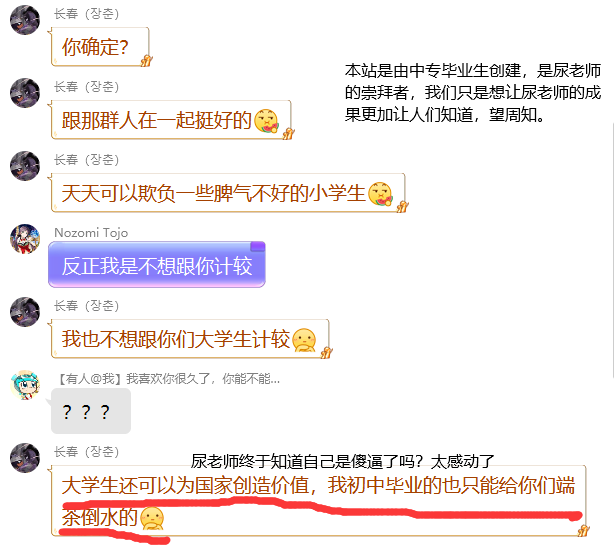 长春（장춘）
你确定？
本站是由中专毕业生创建，是尿老师
的崇拜者，我们只是想让尿老师的成
果更加让人们知道，望周知。
长春（장춘）
跟那群人在一起挺好的
长春（장춘）
天天可以欺负一些脾气不好的小学生
Nozomi Tojo
反正我是不想跟你计较
长春（장춘）
我也不想跟你们大学生计较
【有人@我】我喜欢你很久了，你能不能...
？？？
长春（장춘）
尿老师终于知道自己是傻逼了吗？太感动了
大学生还可以为国家创造价值，我初中毕业的也只能给你们端
茶倒水的